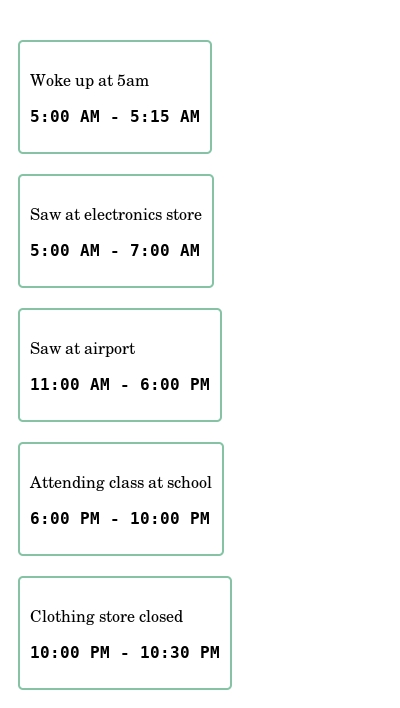 Woke up at 5am
5:00 AM - 5:15 AM
Saw at electronics store
5:00 AM - 7:00 AM
Saw at airport
11:00 AM - 6:00 PM
Attending class at school
6:00 PM - 10:00 PM
Clothing store closed
10:00 PM - 10:30 PM